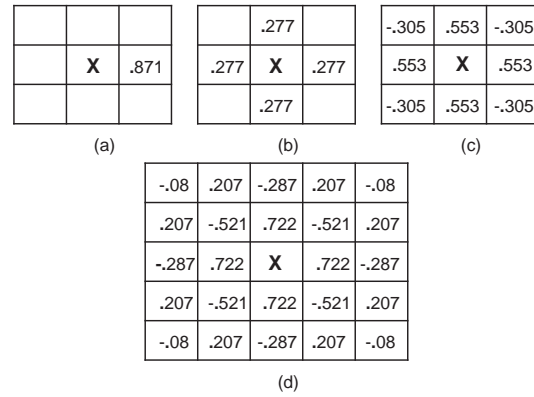 .277
-.305 .553 -.305
X .871
.277 X .277
.553 X .553
.277
-.305 .553 -.305
(a)
(b)
(c)
-.08 .207 -.287 .207 -.08
.207 -.521 .722 -.521 .207
-.287 .722 X .722 -.287
.207 -.521 .722 -.521 .207
-.08 .207 -.287 .207 -.08
(d)